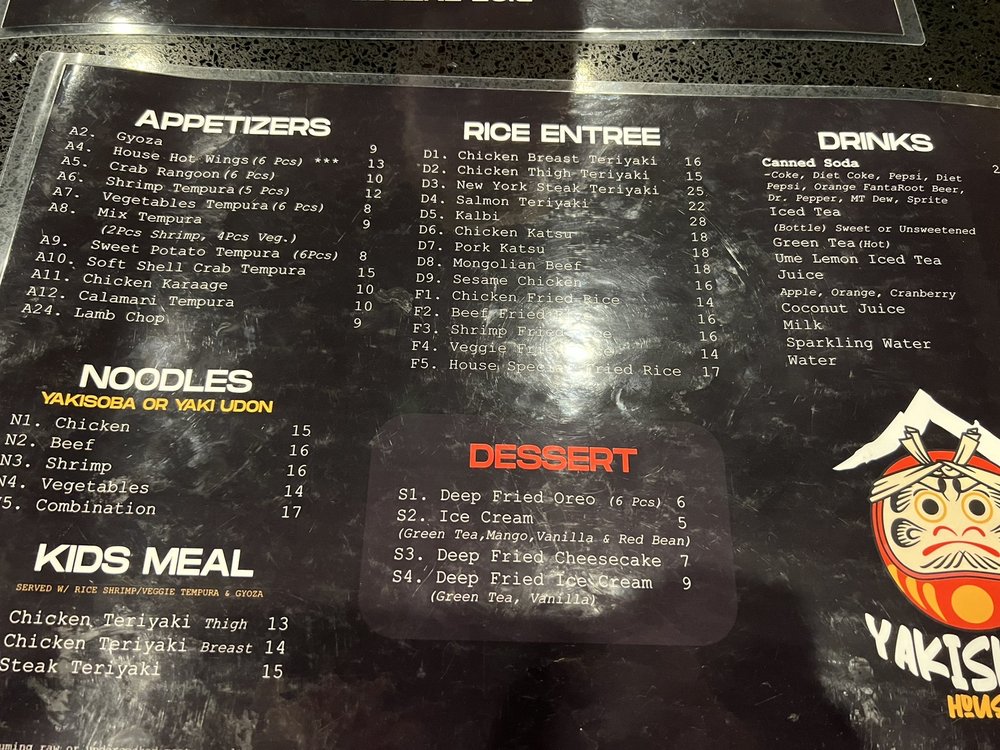 APPETIZERS
A2. Gyoza 9
A4. House Hot Wings (6 Pcs) *** 13
A5. Crab Rangoon (6 Pcs) 10
A6. Shrimp Tempura (5 Pcs) 12
A7. Vegetables Tempura (6 Pcs) 8
A8. Mix Tempura 9
(2Pcs Shrimp, 4Pcs Veg.)
A9. Sweet Potato Tempura (6Pcs) 8
A10. Soft Shell Crab Tempura 15
A11. Chicken Karaage 10
A12. Calamari Tempura 10
A24. Lamb Chop 9
NOODLES
YAKISOBA OR YAKI UDON
N1. Chicken 15
N2. Beef 16
N3. Shrimp 16
N4. Vegetables 14
5. Combination 17
KIDS MEAL
SERVED W/ RICE SHRIMP/VEGGIE TEMPURA & GYOZA
Chicken Teriyaki Thigh 13
Chicken Teriyaki Breast 14
Steak Teriyaki 15
RICE ENTREE
D1. Chicken Breast Teriyaki 16
D2. Chicken Thigh Teriyaki 15
D3. New York Steak Teriyaki 25
D4. Salmon Teriyaki 22
D5. Kalbi 28
D6. Chicken Katsu 18
D7. Pork Katsu 18
D8. Mongolian Beef 18
D9. Sesame Chicken 16
F1. Chicken Fried Rice 14
F2. Beef Fried 16
F3. Shrimp 16
F4. Veggie 14
F5. House Special Fried Rice 17
DESSERT
S1. Deep Fried Oreo (6 Pcs) 6
S2. Ice Cream 5
(Green Tea,Mango,Vanilla & Red Bean)
S3. Deep Fried Cheesecake 7
S4. Deep Fried Ice Cream 9
(Green Tea, Vanilla)
DRINKS
Canned Soda 2
-Coke, Diet Coke, Pepsi, Diet
Pepsi, Orange FantaRoot Beer,
Dr. Pepper, MT Dew, Sprite
Iced Tea
(Bottle) Sweet or Unsweetened
Green Tea (Hot)
Ume Lemon Iced Tea
Juice
Apple, Orange, Cranberry
Coconut Juice
Milk
Sparkling Water
Water
YAKIS
HOUS